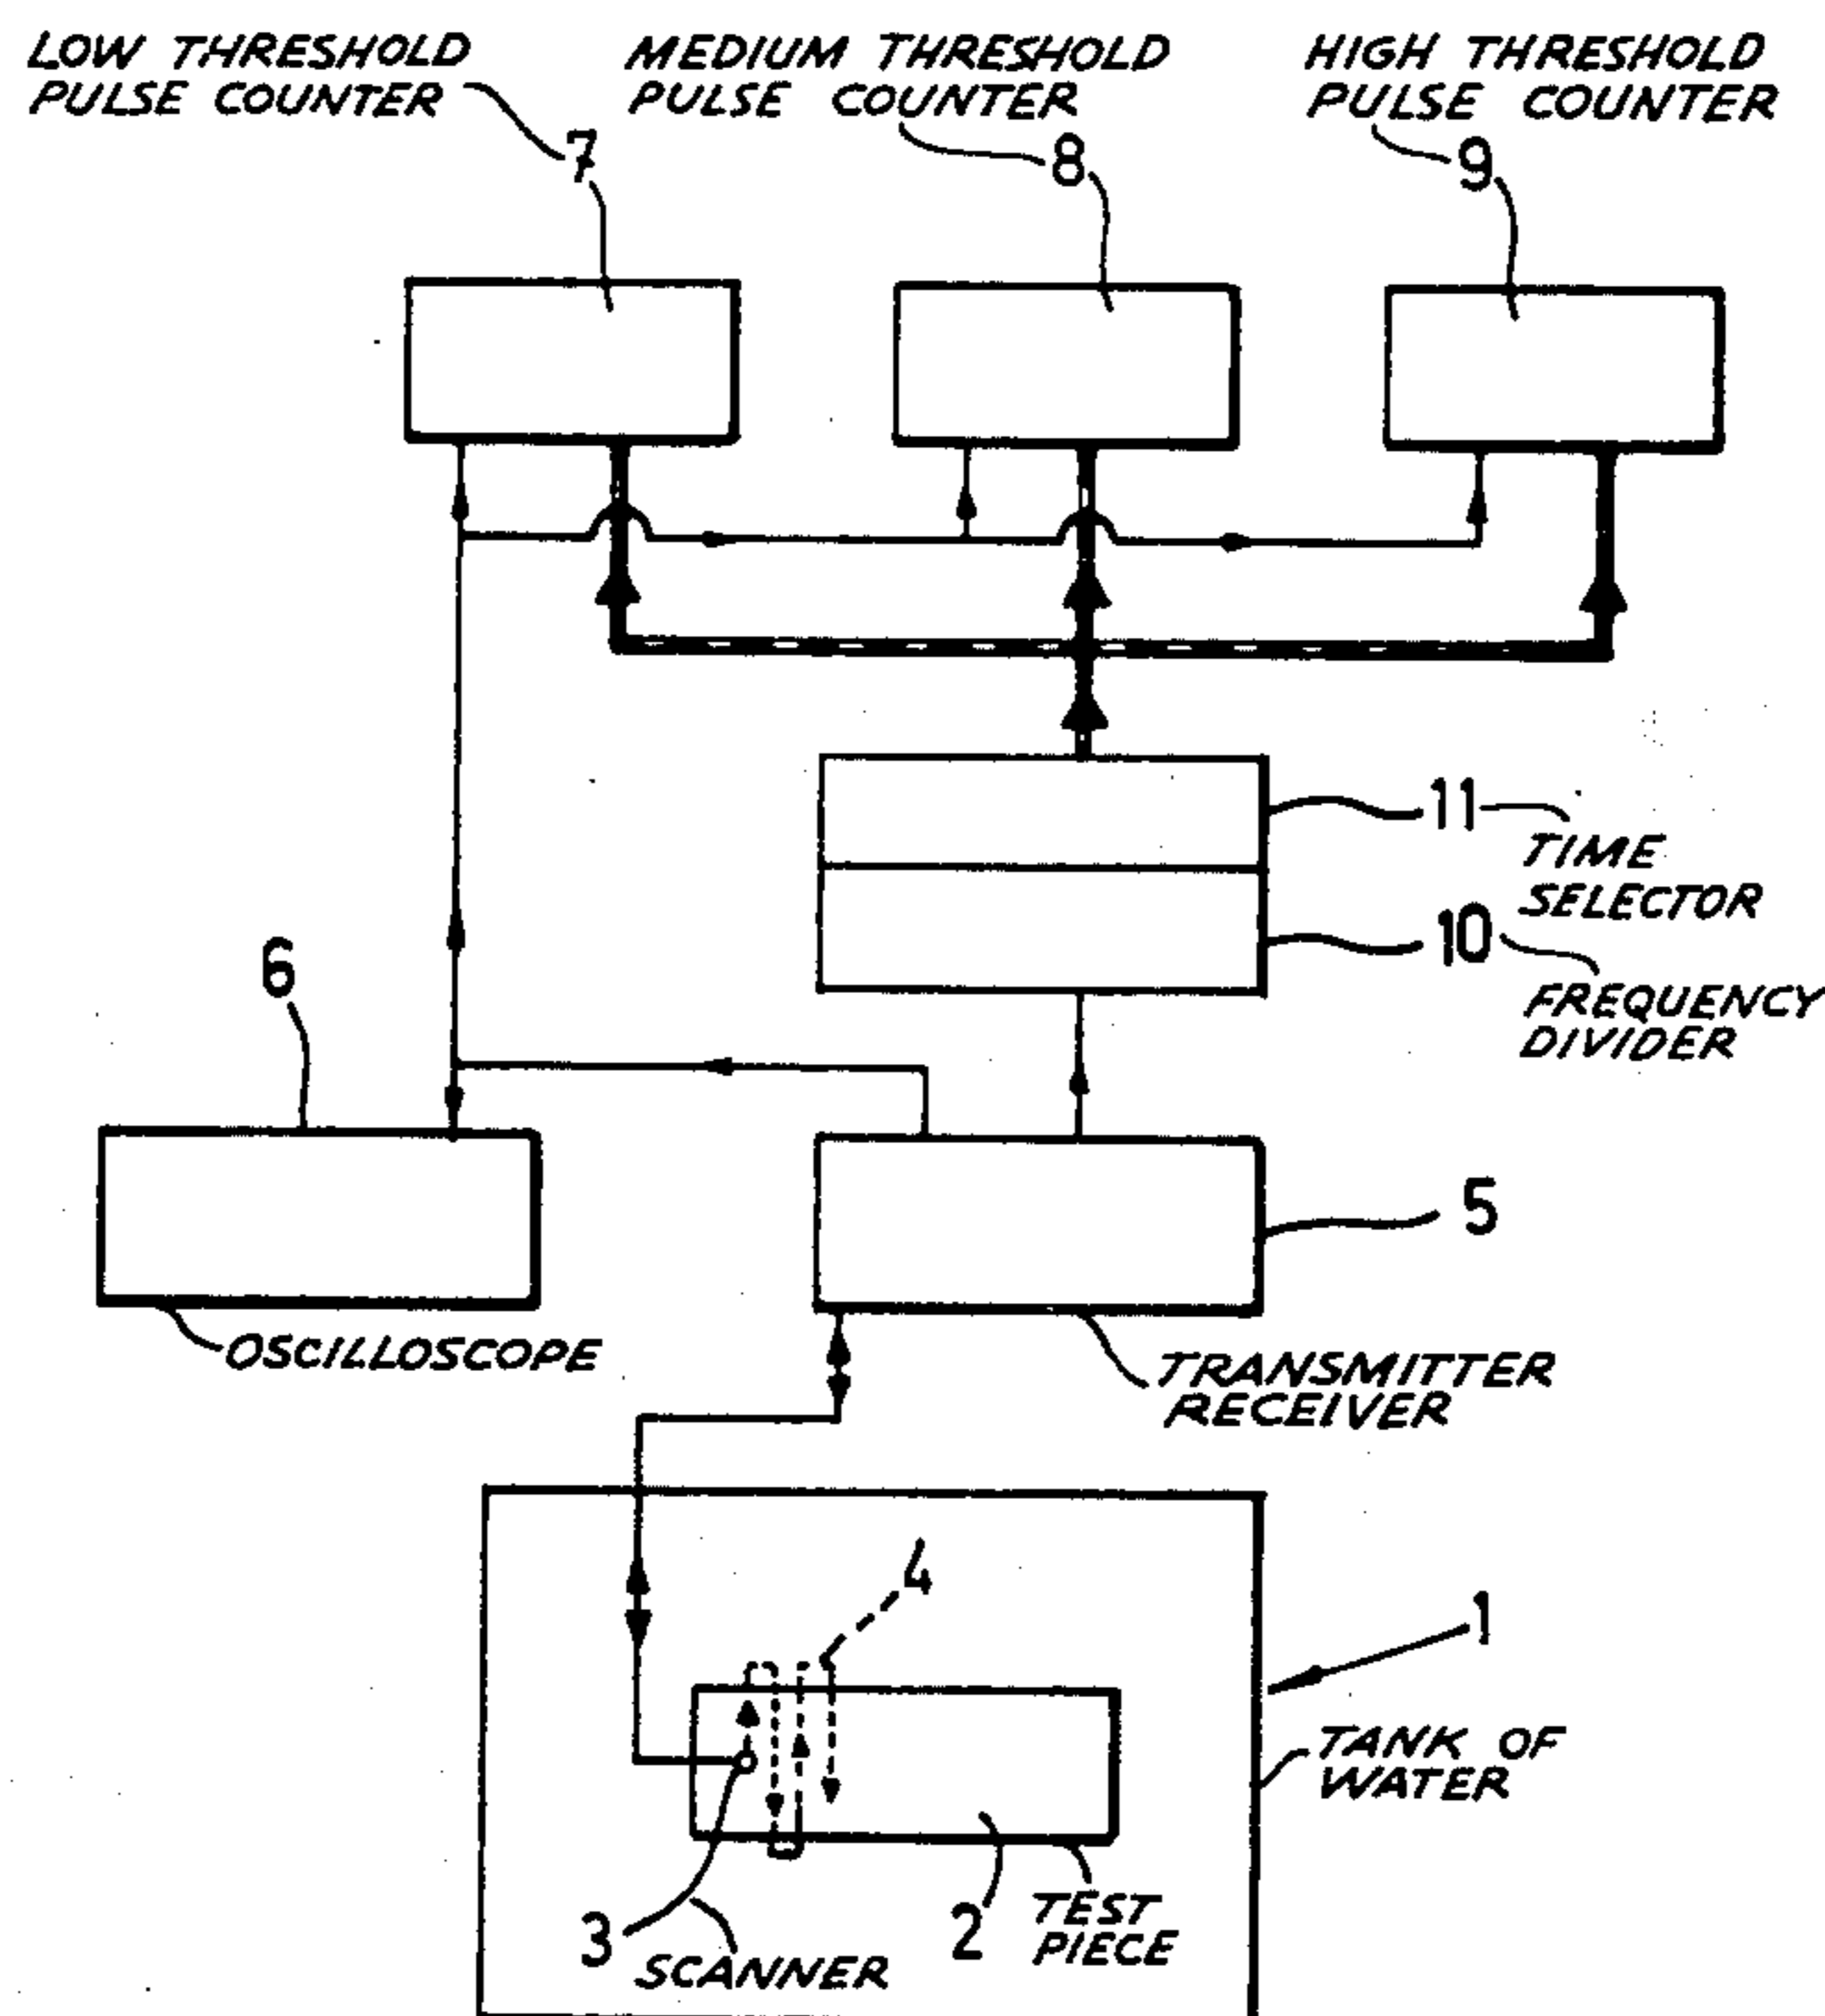 LOW THRESHOLD
PULSE COUNTER
MEDIUM THRESHOLD
PULSE COUNTER
HIGH THRESHOLD
PULSE COUNTER
7
8
9
11
TIME
SELECTOR
10
FREQUENCY
DIVIDER
6
5
OSCILLOSCOPE
TRANSMITTER
RECEIVER
4
1
TANK OF
WATER
3
SCANNER
2
TEST
PIECE